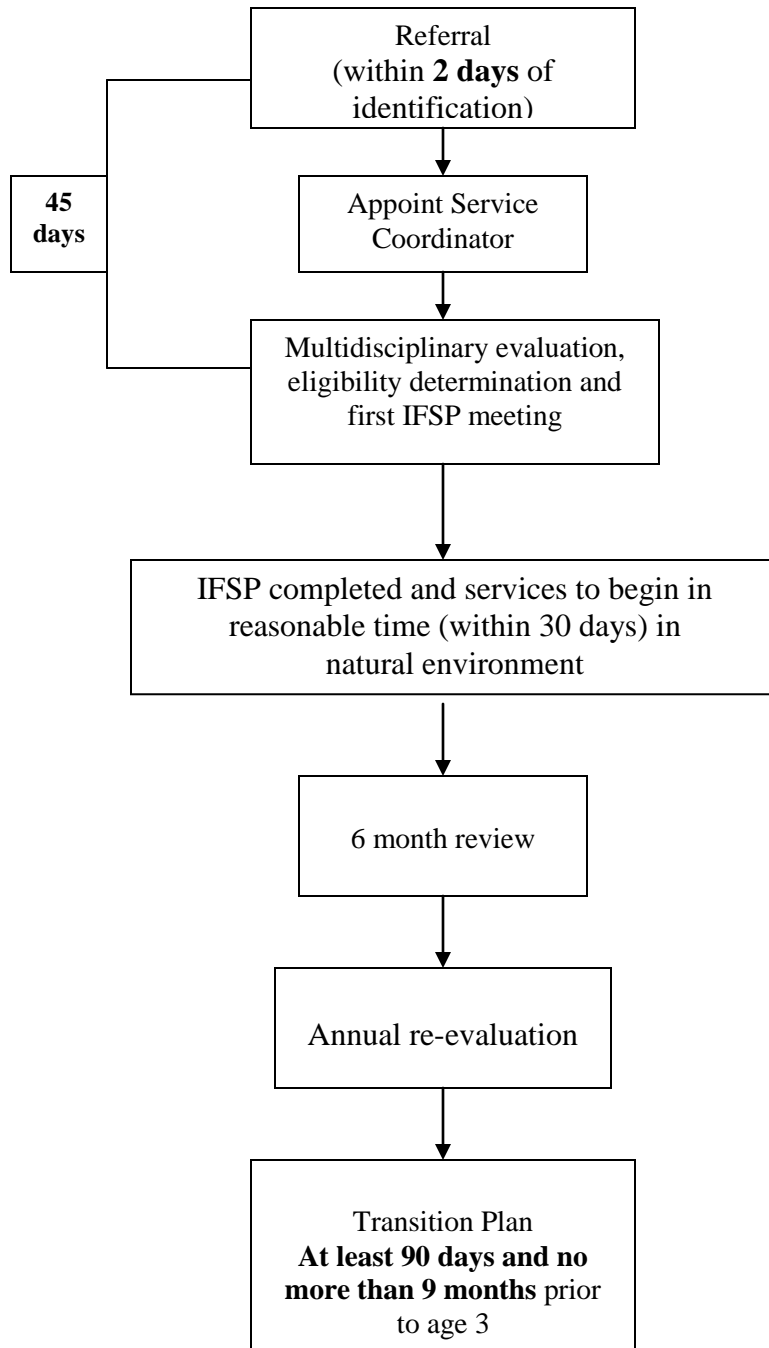 Referral
(within 2 days of
identification)
45
days
Appoint Service
Coordinator
Multidisciplinary evaluation,
eligibility determination and
first IFSP meeting
IFSP completed and services to begin in
reasonable time (within 30 days) in
natural environment
6 month review
Annual re-evaluation
Transition Plan
At least 90 days and no
more than 9 months prior
to age 3